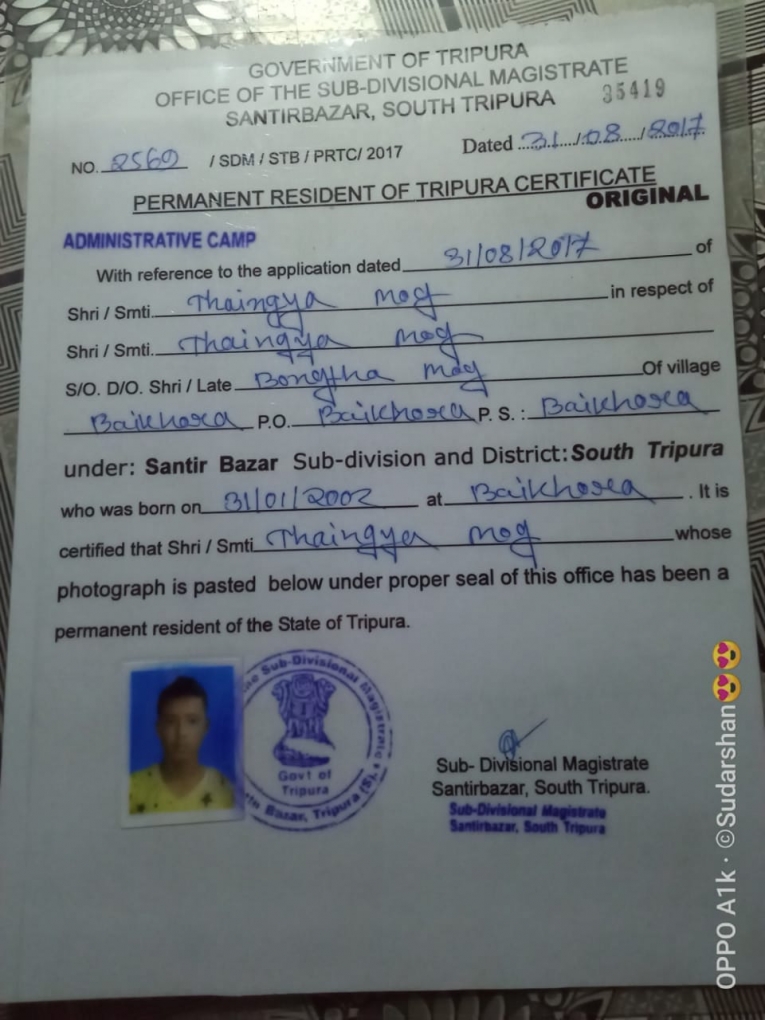 GOVERNMENT OF TRIPURA
OFFICE OF THE SUB-DIVISIONAL MAGISTRATE
SANTIRBAZAR, SOUTH TRIPURA 35419
NO. 2569 / SDM / STB / PRTC/ 2017 Dated 31/08/2017
PERMANENT RESIDENT OF TRIPURA CERTIFICATE
ORIGINAL
ADMINISTRATIVE CAMP
With reference to the application dated 31/08/2017 of
Shri / Smti. Thaingya Mog in respect of
Shri / Smti. Thaingya Mog
S/O. D/O. Shri / Late Bongtha Mog Of village
Baikhora P.O. Baikhora P. S. : Baikhora
under: Santir Bazar Sub-division and District: South Tripura
who was born on 31/01/2002 at Baikhora . It is
certified that Shri / Smti Thaingya Mog whose
photograph is pasted below under proper seal of this office has been a
permanent resident of the State of Tripura.
Sub-Divisional Magistrate
Govt of
Tripura
Bazar, Tripura (S)
Sub- Divisional Magistrate
Santirbazar, South Tripura.
Sub-Divisional Magistrate
Santirbazar, South Tripura
OPPO A1k · ©Sudarshan😍😍